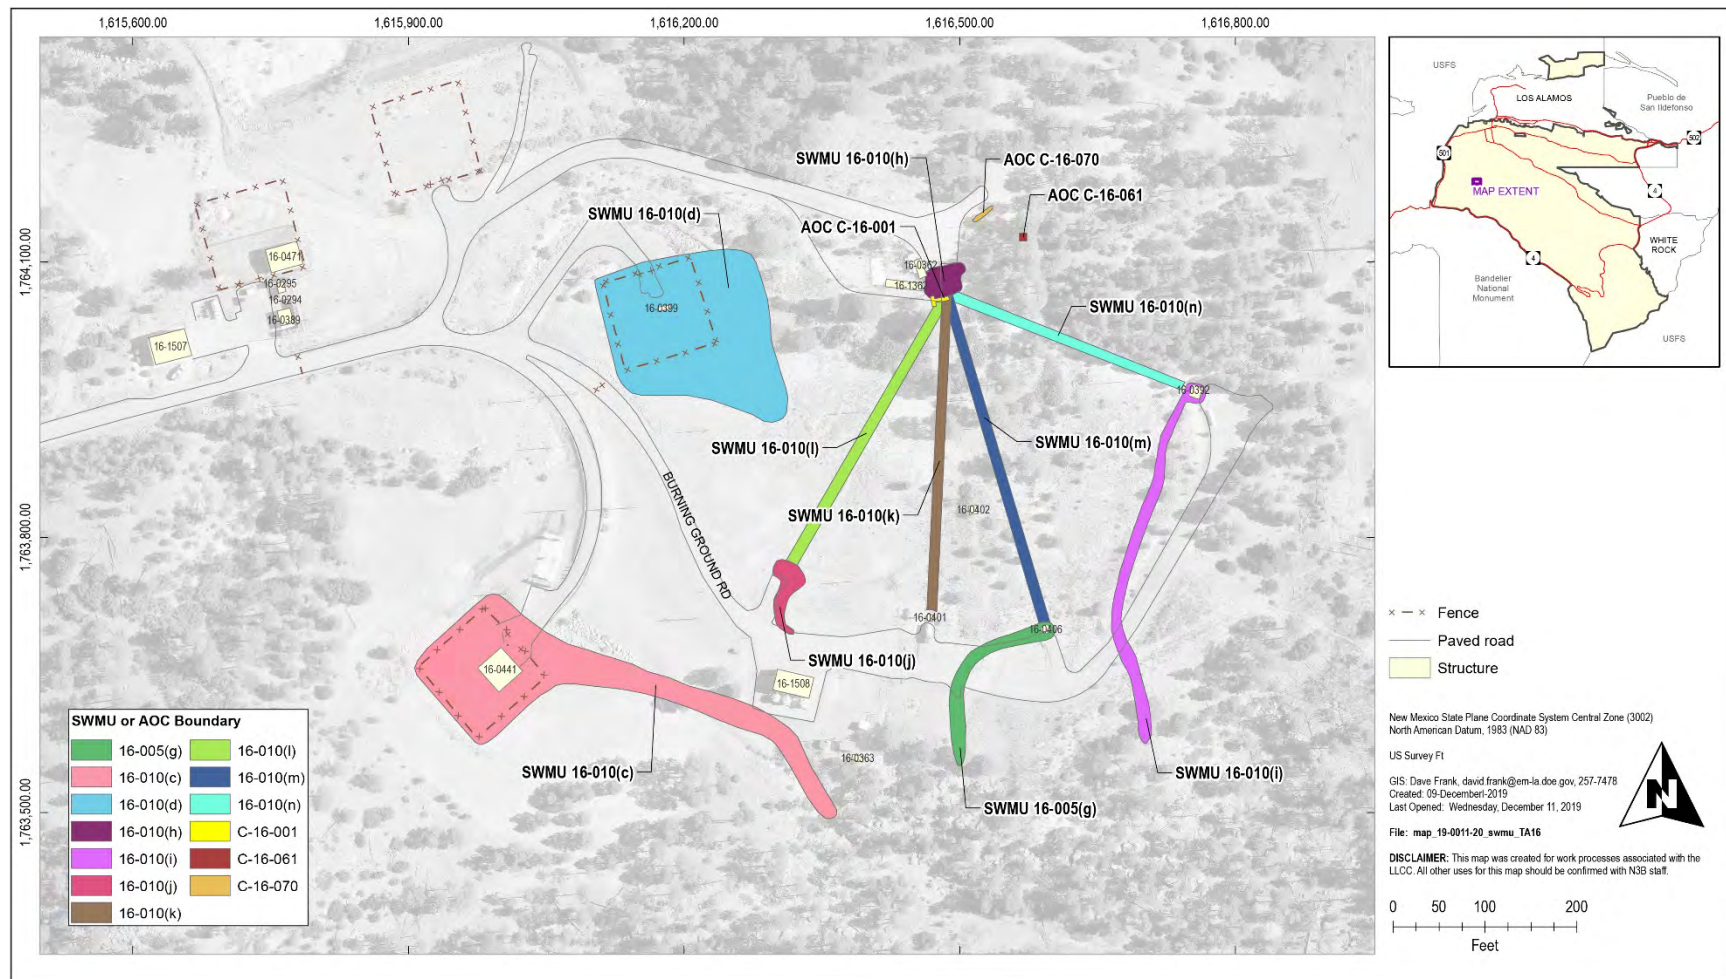 1,615,600.00
1,615,900.00
1,616,200.00
1,616,500.00
1,616,800.00
1,764,100.00
1,763,800.00
1,763,500.00
SWMU 16-010(h)
AOC C-16-070
AOC C-16-061
SWMU 16-010(d)
AOC C-16-001
16-0471
16-0295
16-0294
16-0389
16-1507
16-0399
16-0362
SWMU 16-010(n)
16-0392
SWMU 16-010(l)
SWMU 16-010(m)
SWMU 16-010(k)
16-0402
BURNING GROUND RD
16-0401
16-0406
SWMU 16-010(j)
16-0441
16-1508
16-0363
SWMU 16-010(c)
SWMU 16-010(i)
SWMU 16-005(g)
SWMU or AOC Boundary
16-005(g)
16-010(c)
16-010(d)
16-010(h)
16-010(i)
16-010(j)
16-010(k)
16-010(l)
16-010(m)
16-010(n)
C-16-001
C-16-061
C-16-070
USFS
LOS ALAMOS
Pueblo de
San Ildefonso
502
501
MAP EXTENT
4
WHITE
ROCK
4
Bandelier
National
Monument
USFS
Fence
Paved road
Structure
New Mexico State Plane Coordinate System Central Zone (3002)
North American Datum, 1983 (NAD 83)
US Survey Ft
GIS: Dave Frank, david.frank@em-la.doe.gov, 257-7478
Created: 09-Decemberl-2019
Last Opened: Wednesday, December 11, 2019
File: map_19-0011-20_swmu_TA16
DISCLAIMER: This map was created for work processes associated with the
LLCC. All other uses for this map should be confirmed with N3B staff.
N
0 50 100 200
Feet